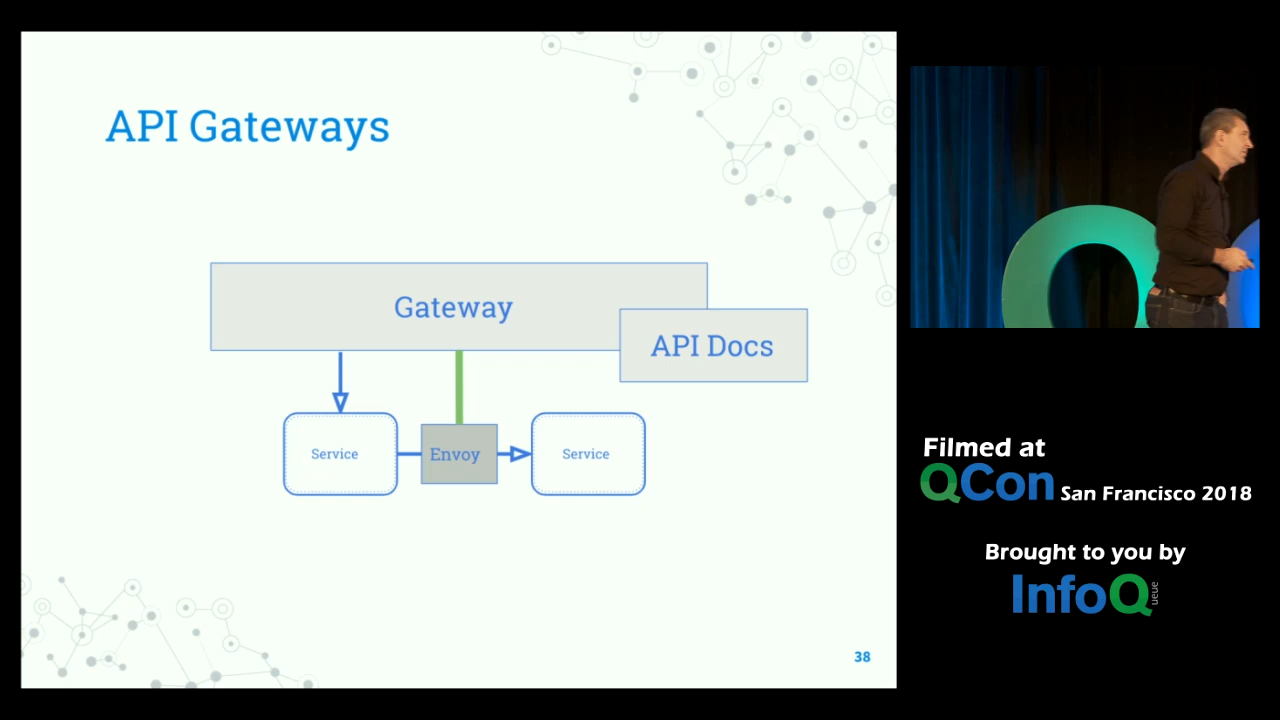 API Gateways
Gateway
API Docs
Service
Envoy
Service
38
Filmed at
QCon San Francisco 2018
Brought to you by
InfoQ
ueue